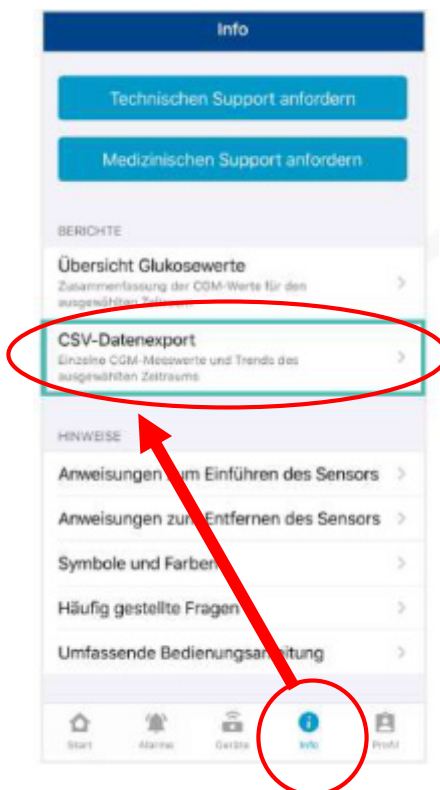 Info
Technischen Support anfordern
Medizinischen Support anfordern
BERICHTE
Übersicht Glukosewerte
Zusammenfassung der CGM-Werte für den
ausgewählten Zeitraum
CSV-Datenexport
Einzelne CGM-Messwerte und Trends des
ausgewählten Zeitraums
HINWEISE
Anweisungen zum Einführen des Sensors
Anweisungen zum Entfernen des Sensors
Symbole und Farben
Häufig gestellte Fragen
Umfassende Bedienungsanleitung
Start Alarme Geräte Info Profil